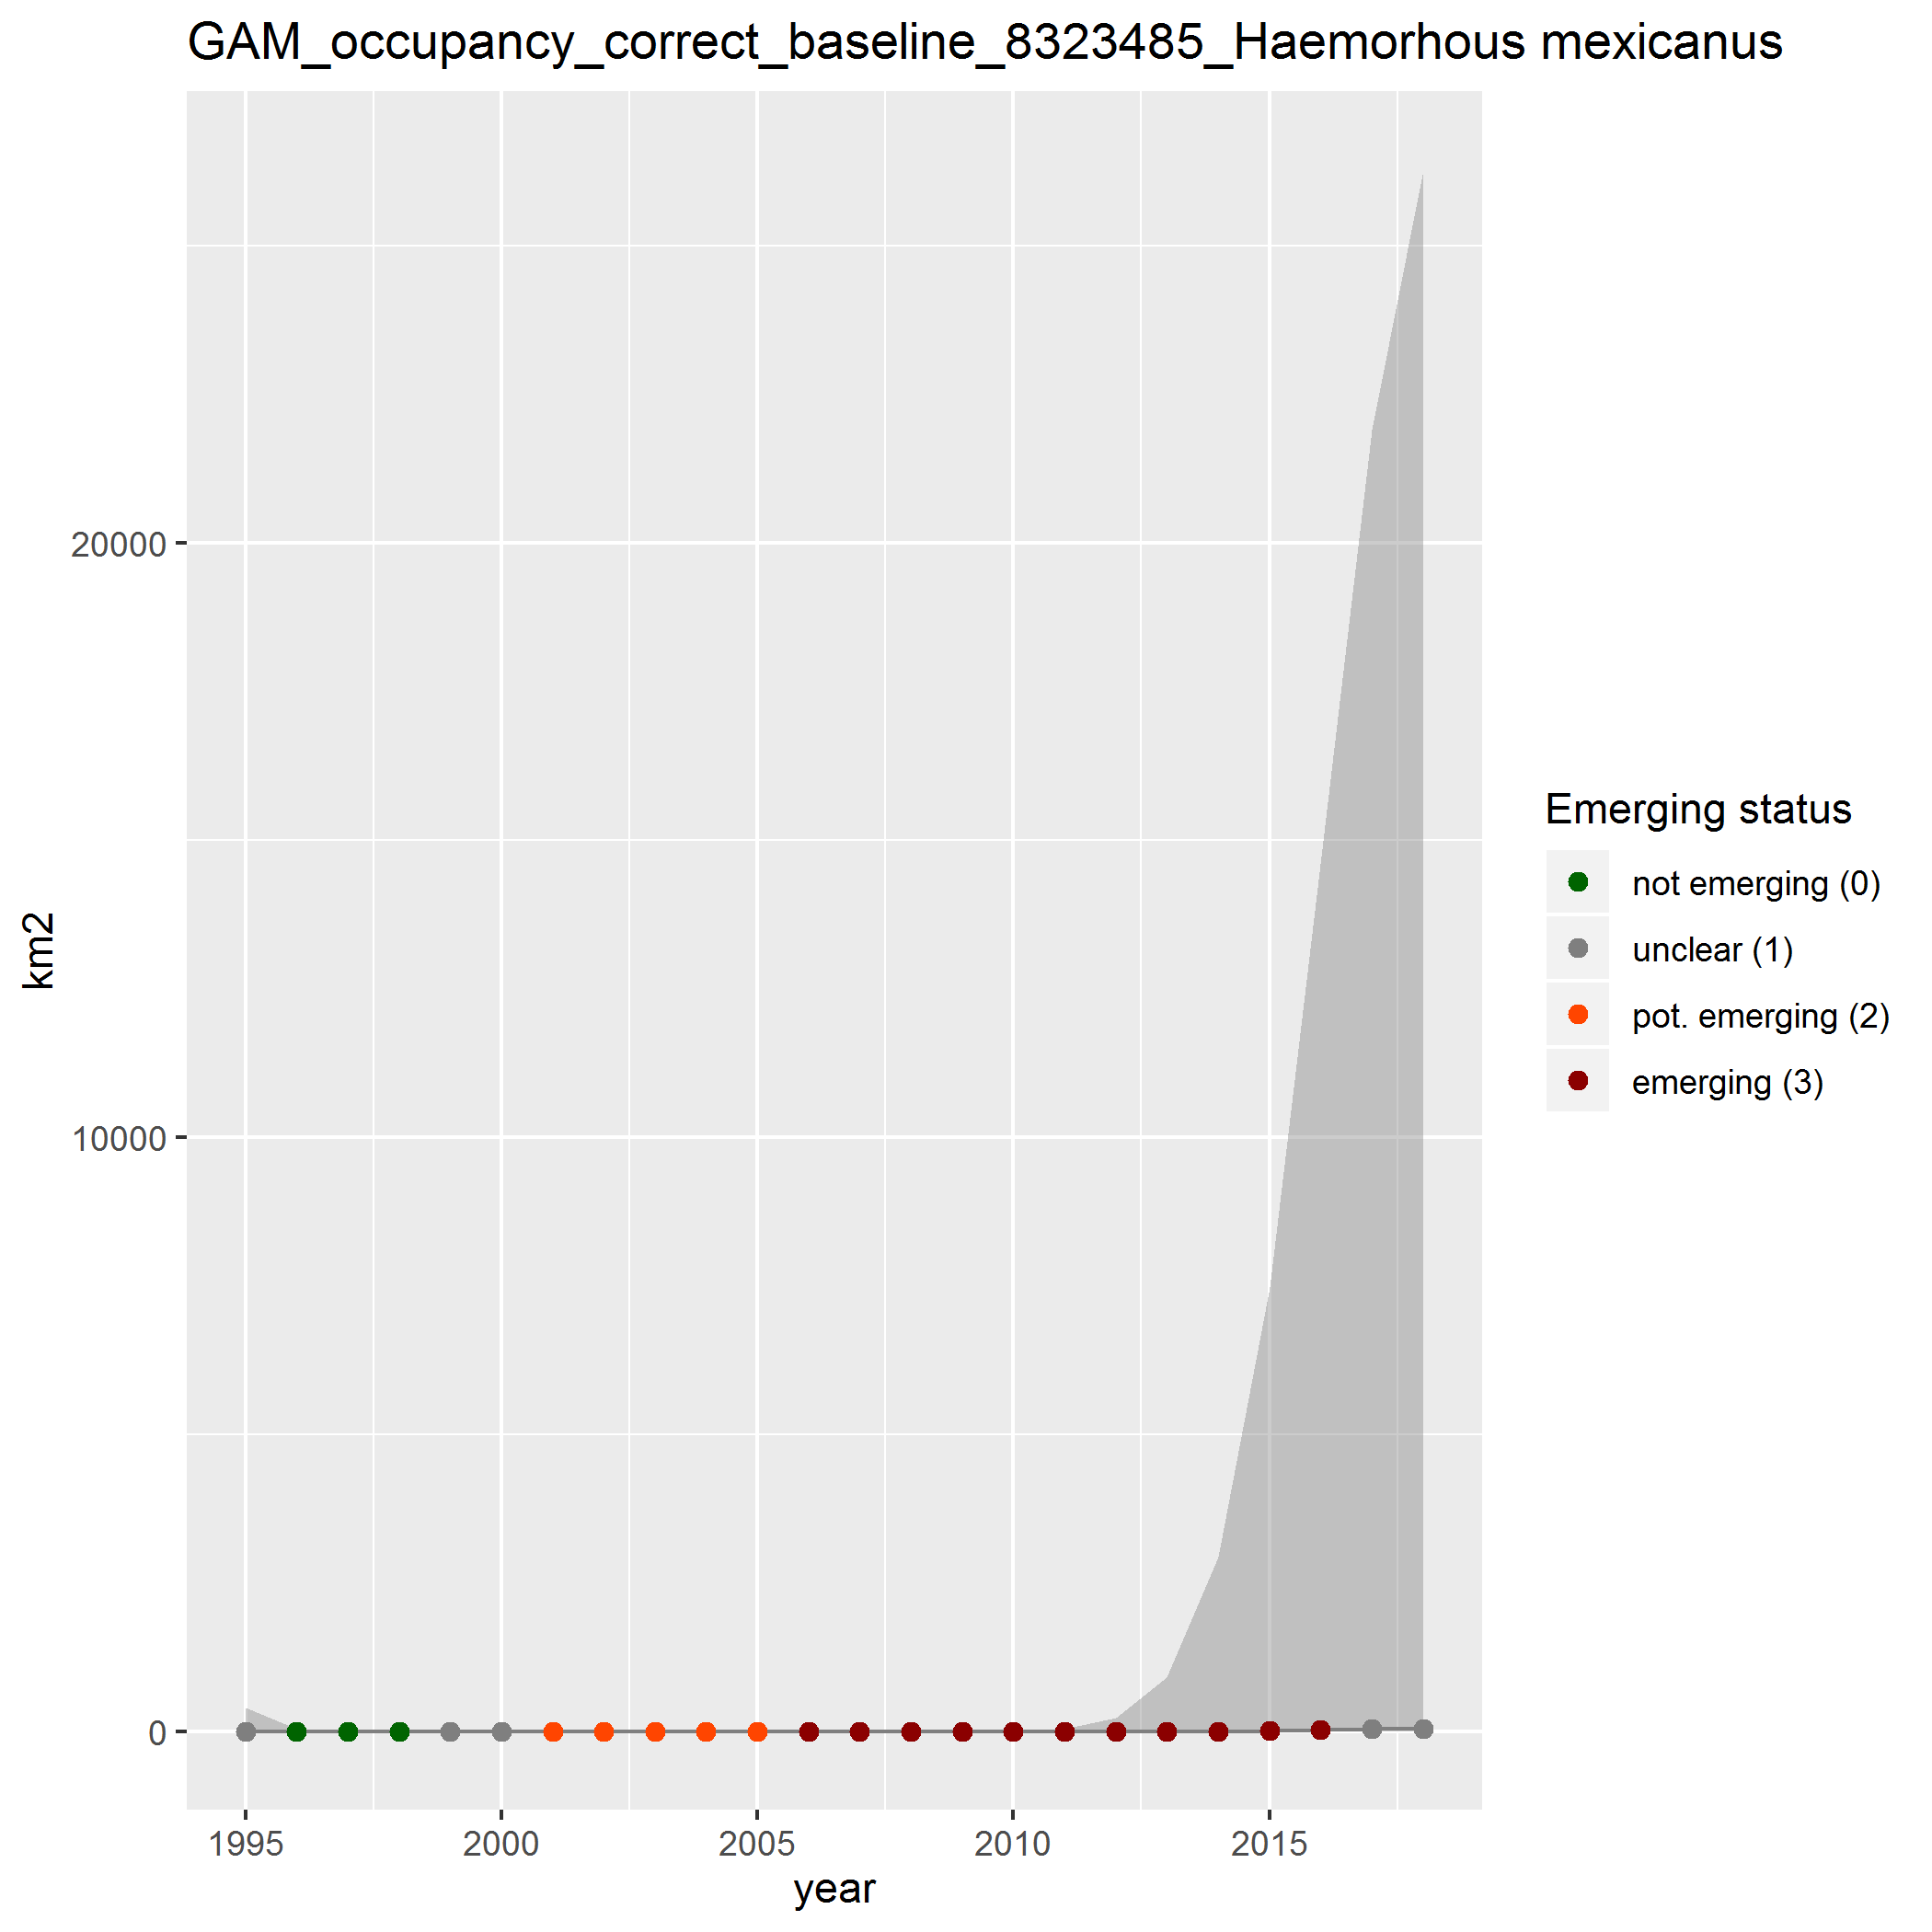 GAM_occupancy_correct_baseline_8323485_Haemorhous mexicanus
20000
10000
0
km2
1995
2000
2005
2010
2015
year
Emerging status
not emerging (0)
unclear (1)
pot. emerging (2)
emerging (3)